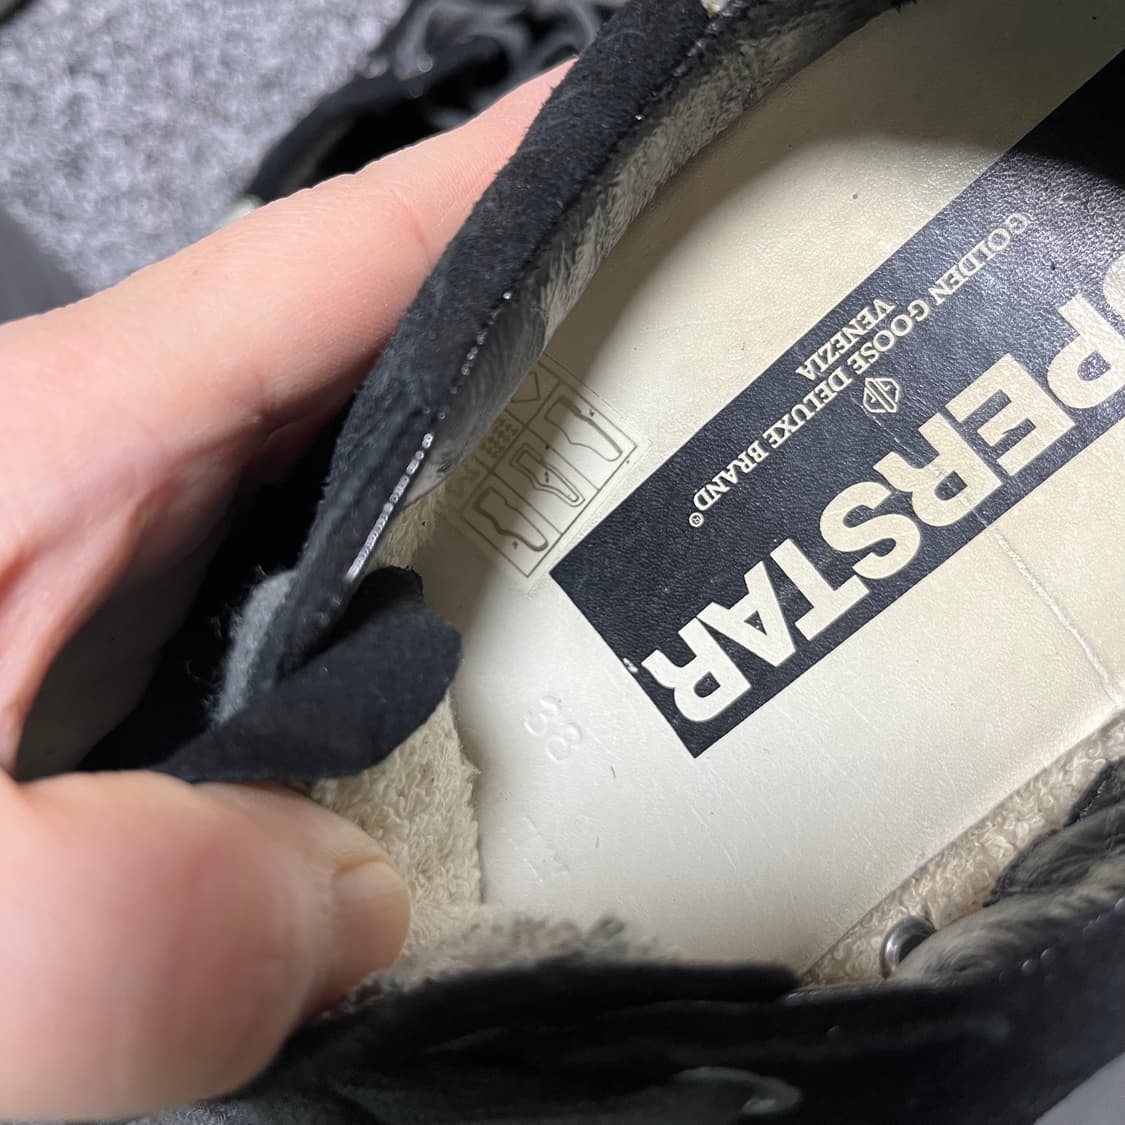 GOLDEN GOOSE DELUXE BRAND®
VENEZIA
PERSTAR
38